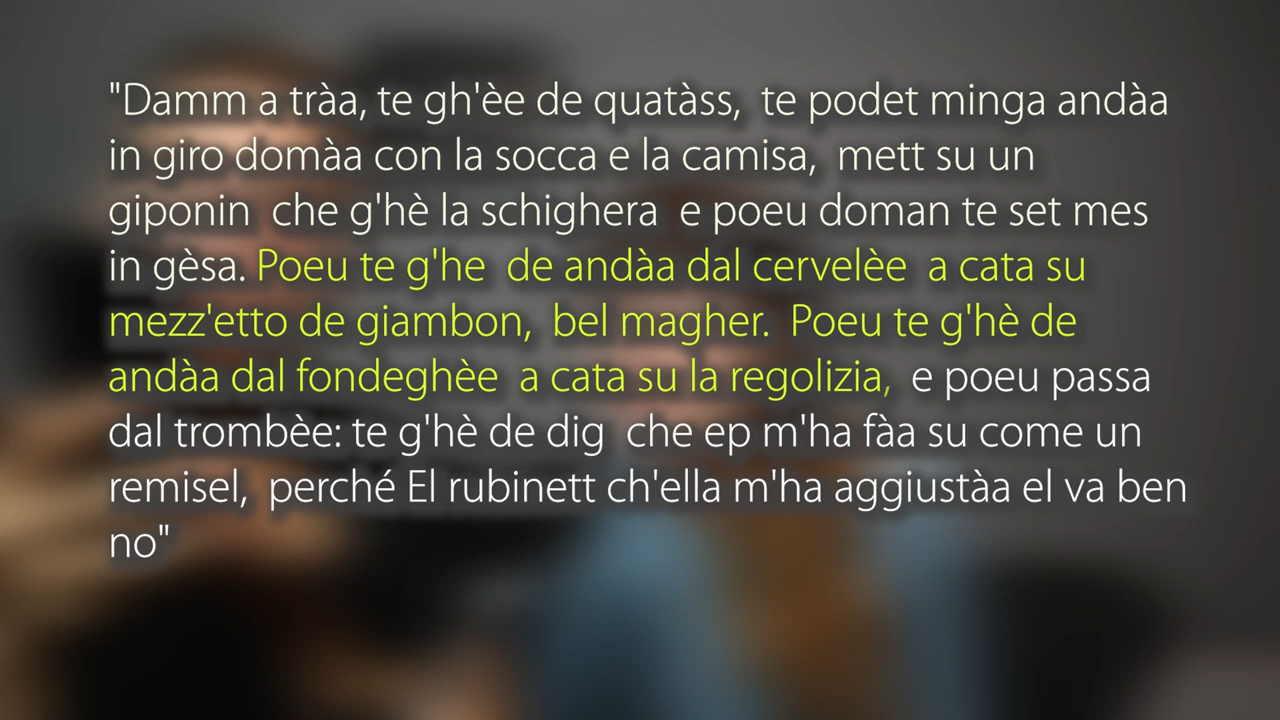 "Damm a tràa, te gh'èe de quatàss, te podet minga andàa
in giro domàa con la socca e la camisa, mett su un
giponin che g'hè la schighera e poeu doman te set mes
in gèsa. Poeu te g'he de andàa dal cervelèe a cata su
mezz'etto de giambon, bel magher. Poeu te g'hè de
andàa dal fondeghèe a cata su la regolizia, e poeu passa
dal trombèe: te g'hè de dig che ep m'ha fàa su come un
remisel, perché El rubinett ch'ella m'ha aggiustàa el va ben
no"